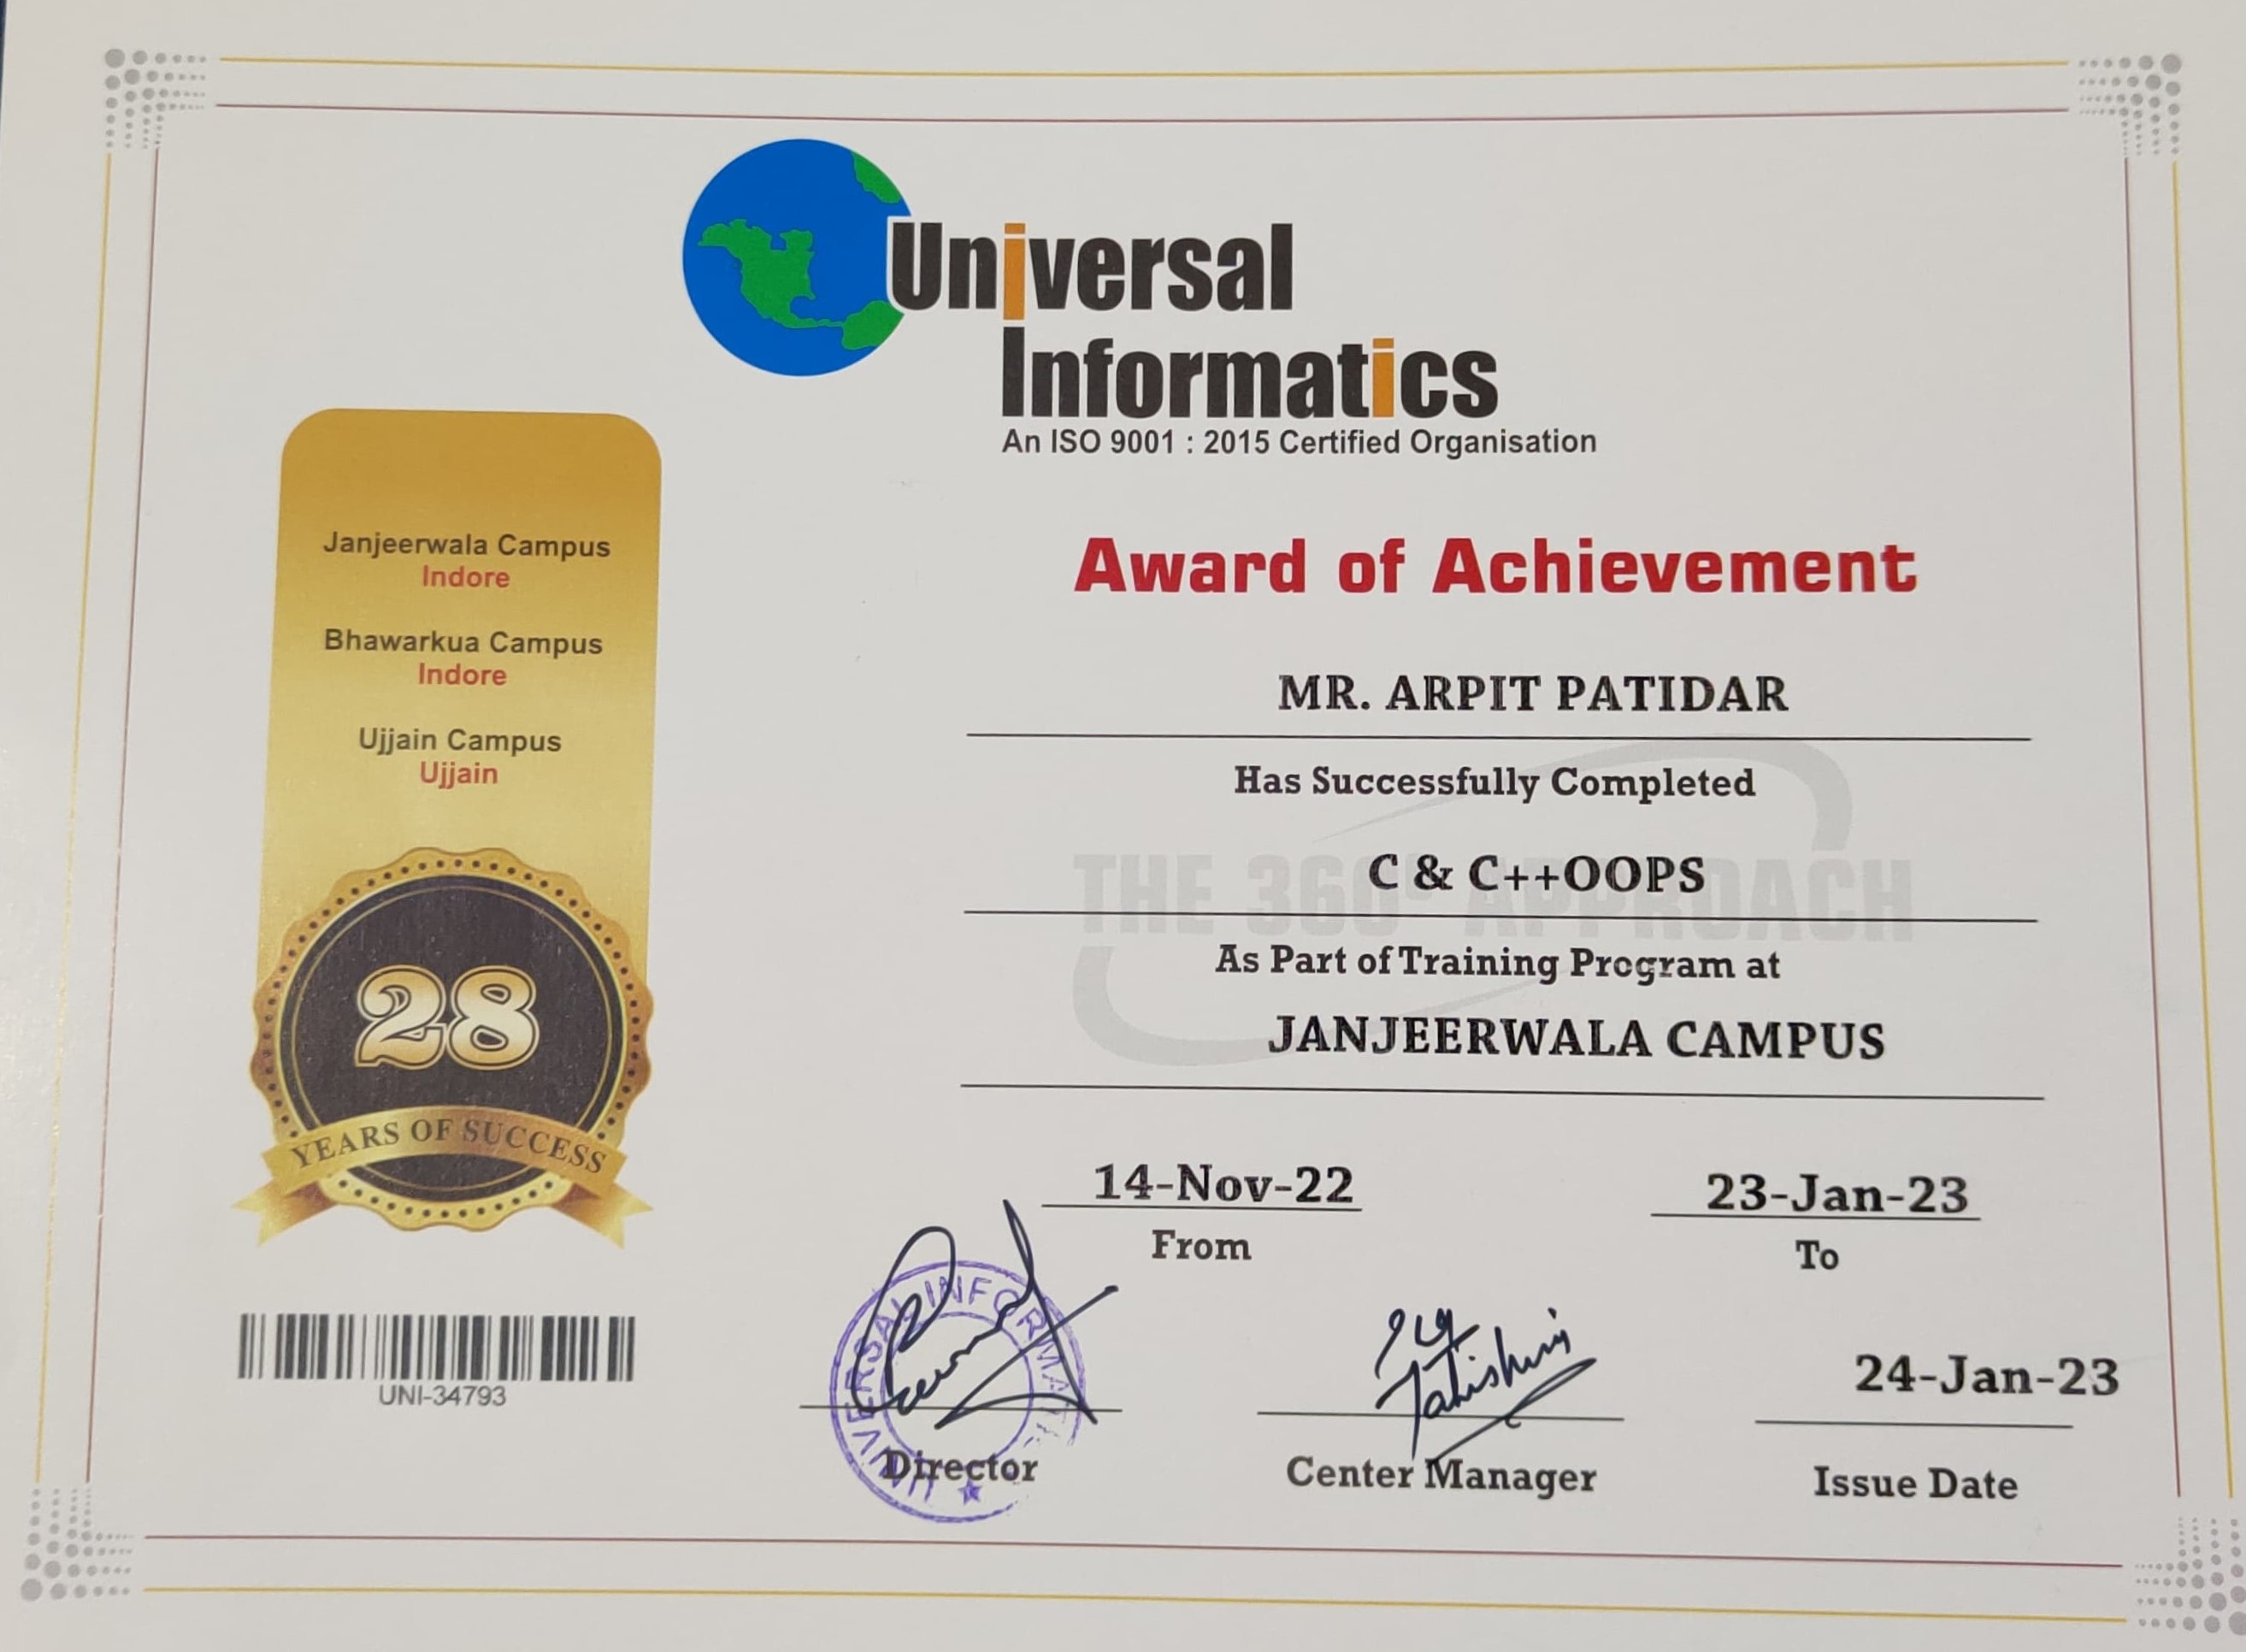 Universal
Informatics
An ISO 9001 : 2015 Certified Organisation
Janjeerwala Campus
Indore
Bhawarkua Campus
Indore
Ujjain Campus
Ujjain
28
YEARS OF SUCCESS
UNI-34793
Award of Achievement
MR. ARPIT PATIDAR
Has Successfully Completed
C & C++OOPS
THE 360° APPROACH
As Part of Training Program at
JANJEERWALA CAMPUS
14-Nov-22
From
23-Jan-23
To
UNIVERSAL INFORMATI
Director
Center Manager
24-Jan-23
Issue Date